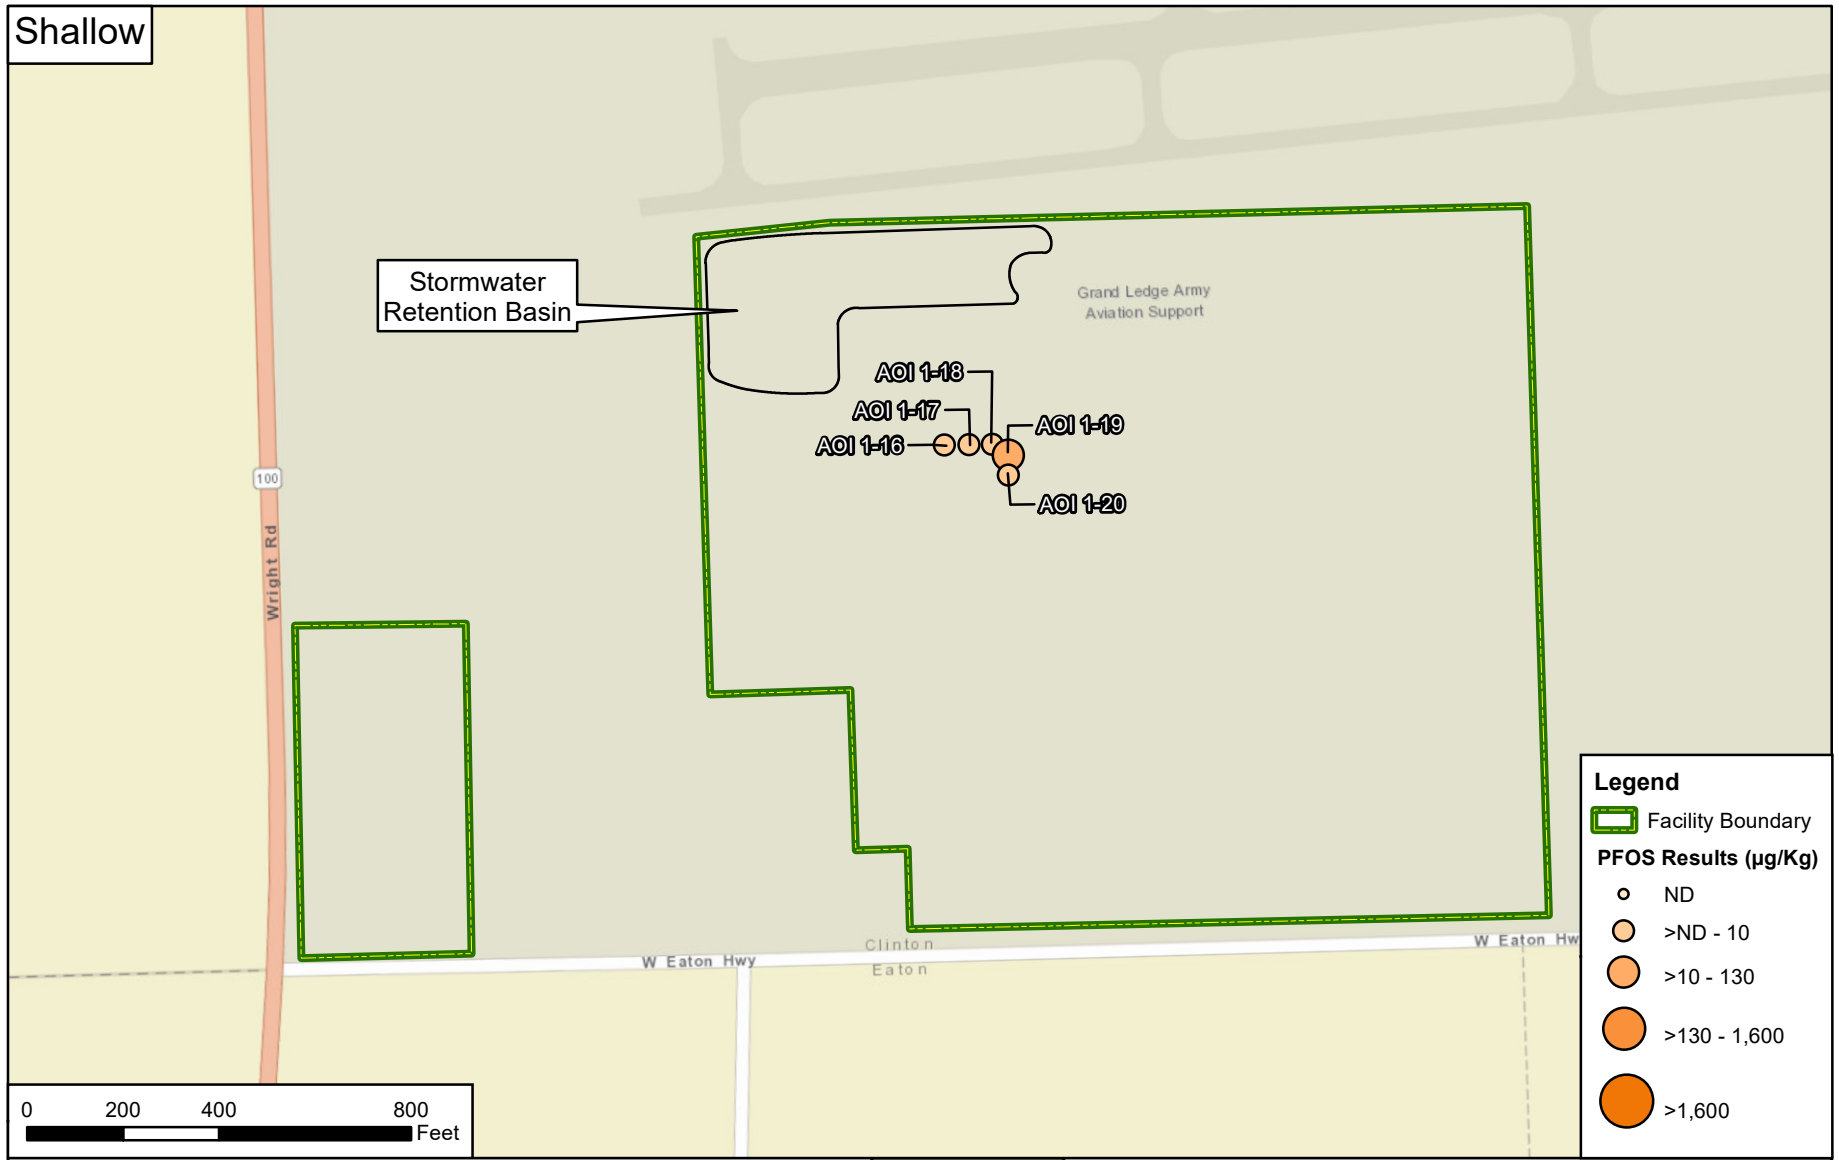 Shallow
Stormwater
Retention Basin
Grand Ledge Army
Aviation Support
AOI 1-18
AOI 1-17
AOI 1-19
AOI 1-16
AOI 1-20
100
Wright Rd
Clinton
W Eaton Hwy
Eaton
W Eaton Hw
Legend
Facility Boundary
PFOS Results (µg/Kg)
ND
>ND - 10
>10 - 130
>130 - 1,600
>1,600
0 200 400 800
Feet